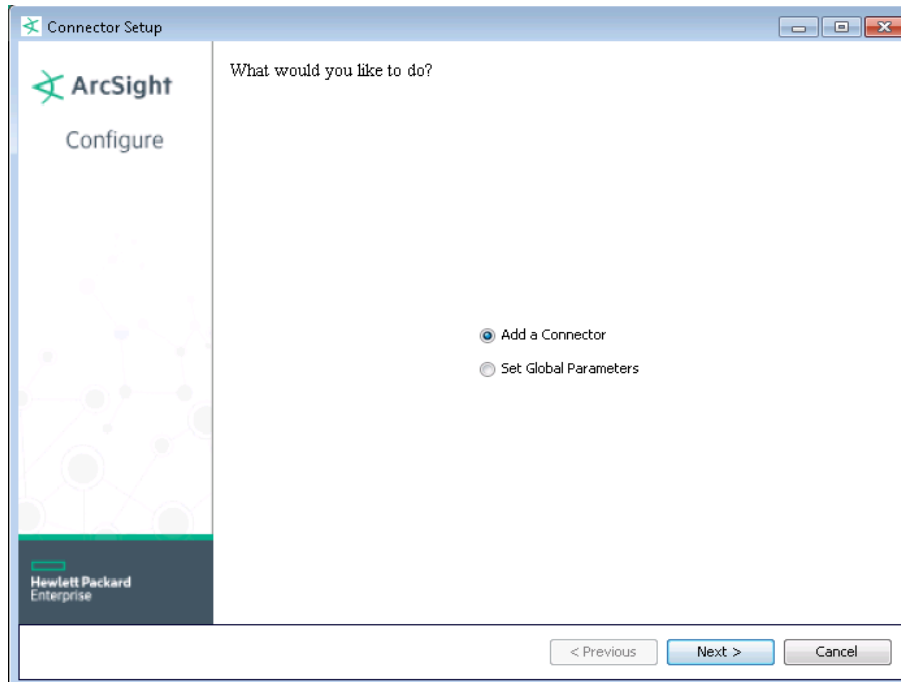 Connector Setup
ArcSight
Configure
What would you like to do?
Add a Connector
Set Global Parameters
Hewlett Packard
Enterprise
< Previous
Next >
Cancel